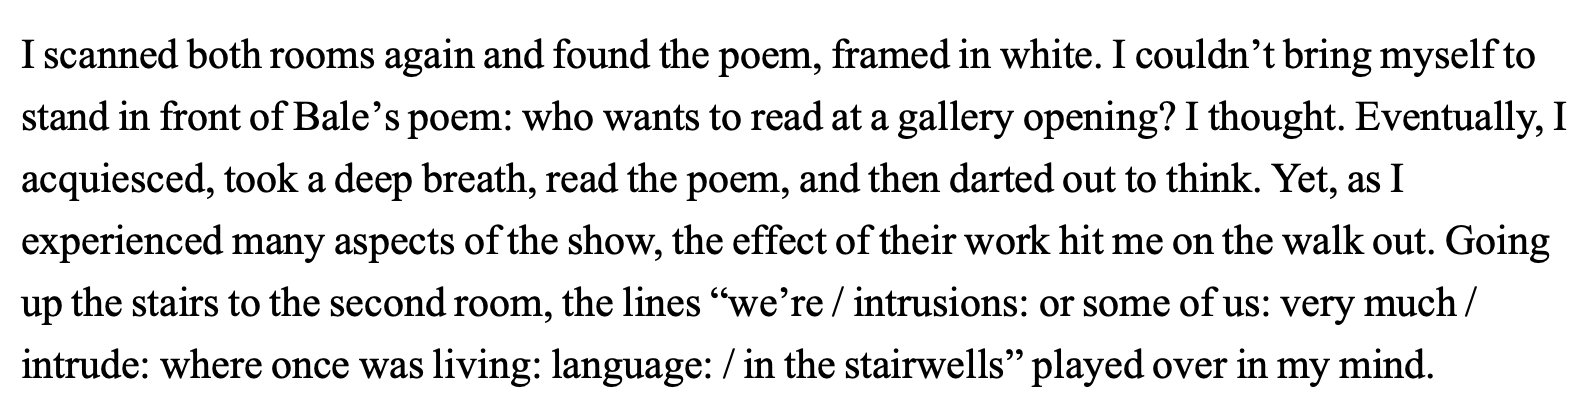 I scanned both rooms again and found the poem, framed in white. I couldn’t bring myself to
stand in front of Bale’s poem: who wants to read at a gallery opening? I thought. Eventually, I
acquiesced, took a deep breath, read the poem, and then darted out to think. Yet, as I
experienced many aspects of the show, the effect of their work hit me on the walk out. Going
up the stairs to the second room, the lines “we’re / intrusions: or some of us: very much /
intrude: where once was living: language: / in the stairwells” played over in my mind.